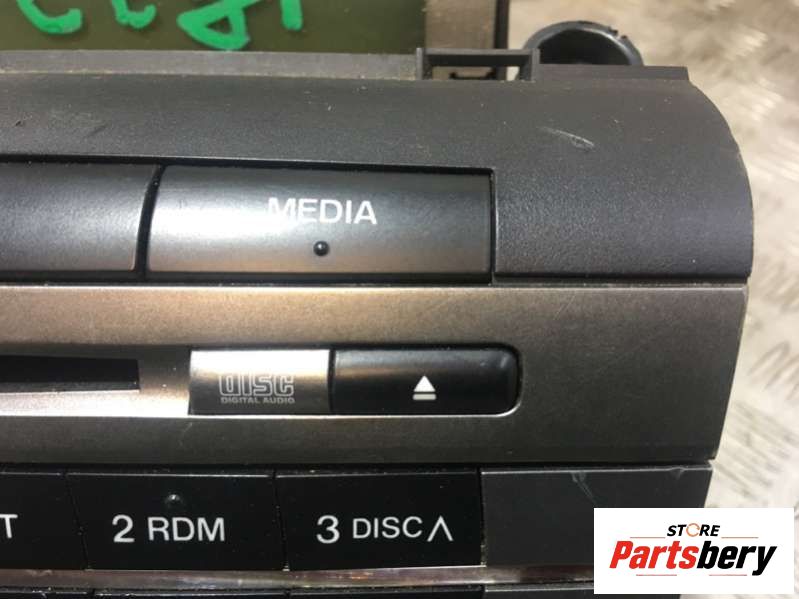 MEDIA
disc
DIGITAL AUDIO
T 2 RDM 3 DISC Λ
STORE
Partsbery